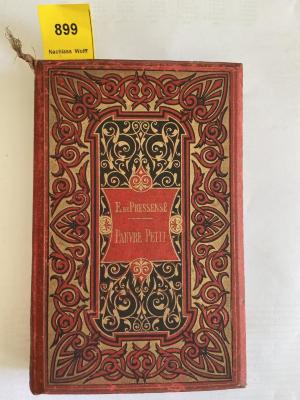 899
Nachlass Wolff
E. DE PRESSENSÉ
PAUVRE PETIT